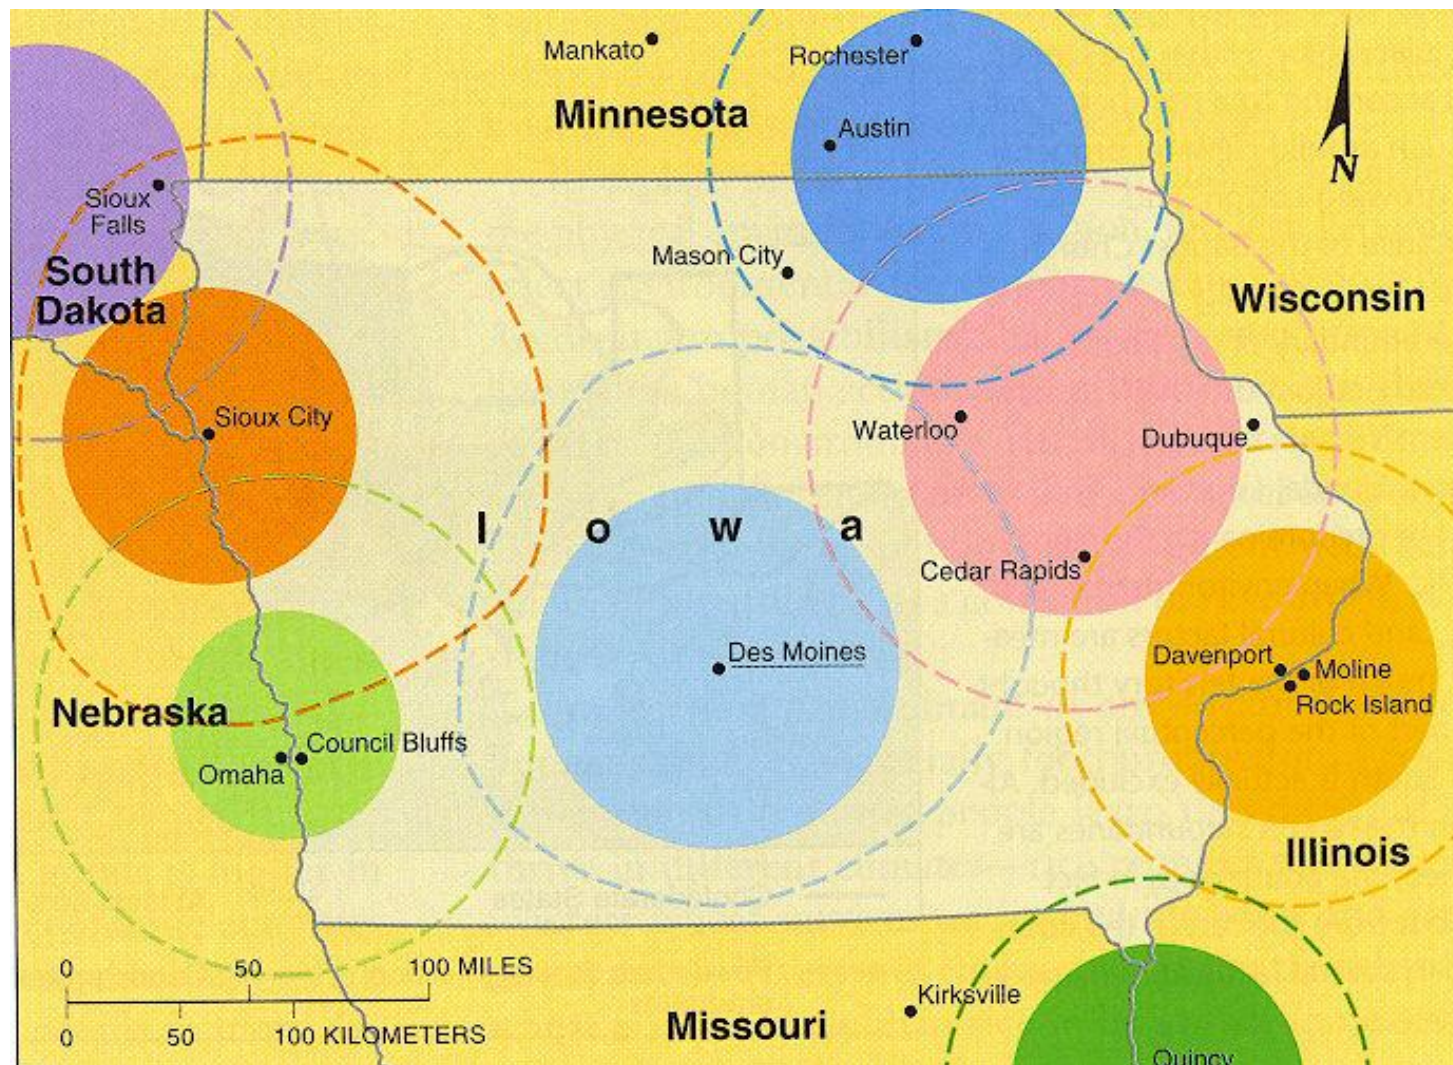 Mankato
Rochester
Minnesota
Austin
N
Sioux
Falls
South
Dakota
Mason City
Wisconsin
Sioux City
Waterloo
Dubuque
I o w a
Cedar Rapids
Des Moines
Davenport
Moline
Rock Island
Nebraska
Council Bluffs
Omaha
Illinois
0 50 100 MILES
0 50 100 KILOMETERS
Kirksville
Missouri
Quincy